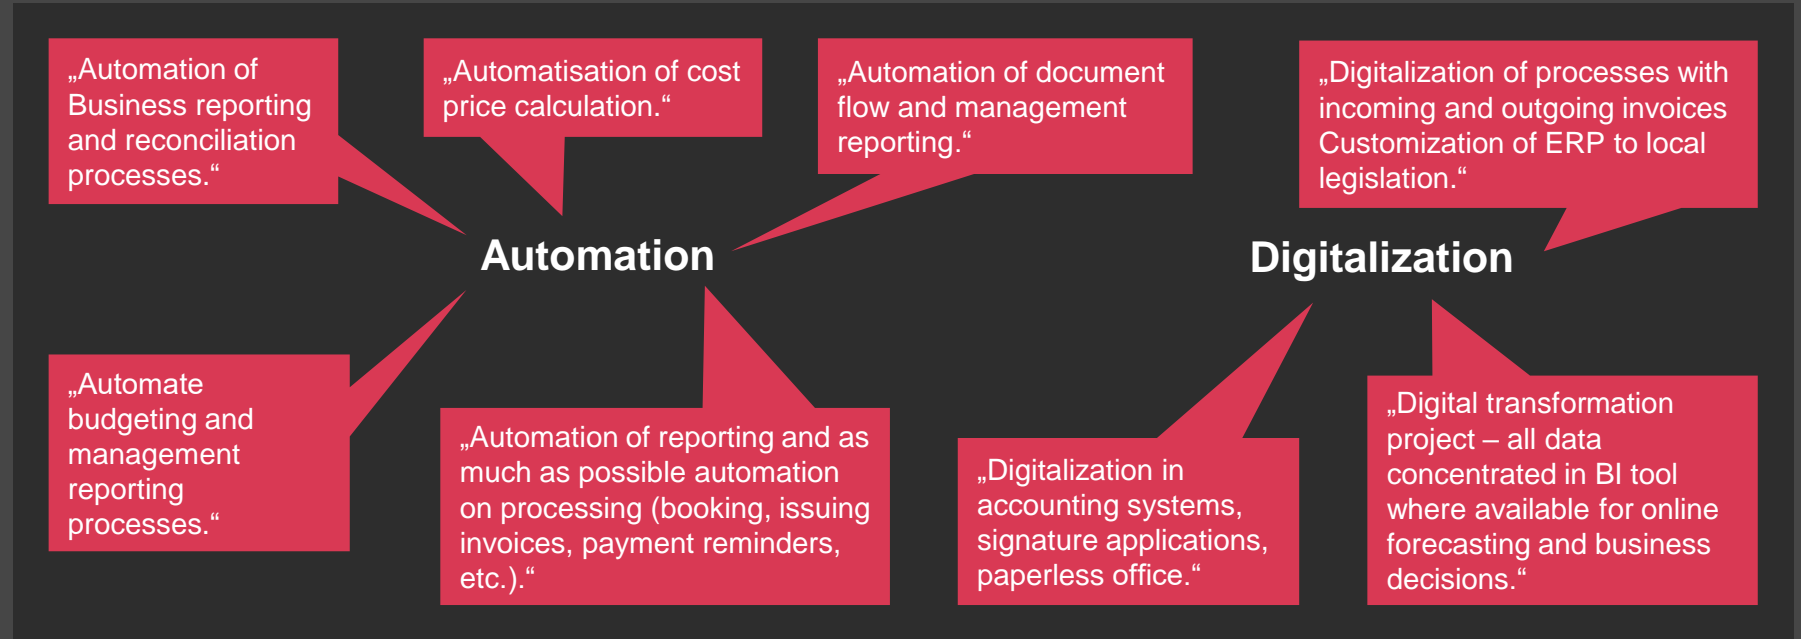 „Automation of
Business reporting
and reconciliation
processes.“
„Automatisation of cost
price calculation.“
„Automation of document
flow and management
reporting.“
„Digitalization of processes with
incoming and outgoing invoices
Customization of ERP to local
legislation.“
Automation
Digitalization
„Automate
budgeting and
management
reporting
processes.“
„Automation of reporting and as
much as possible automation
on processing (booking, issuing
invoices, payment reminders,
etc.).“
„Digitalization in
accounting systems,
signature applications,
paperless office.“
„Digital transformation
project – all data
concentrated in BI tool
where available for online
forecasting and business
decisions.“